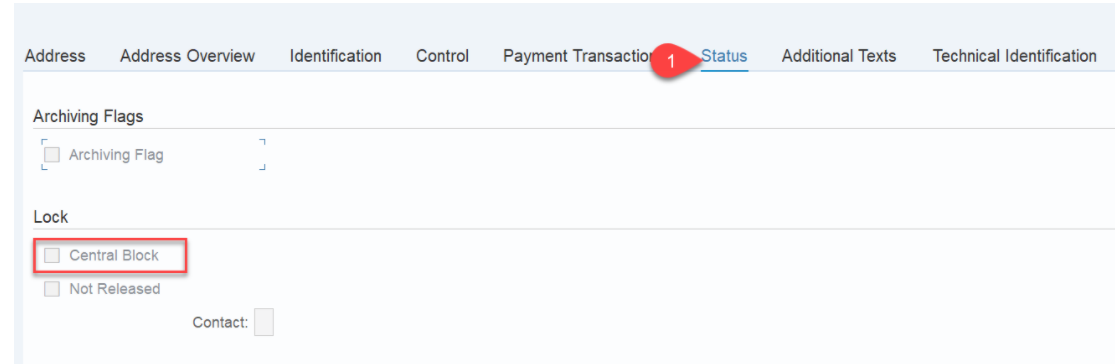 Address Address Overview Identification Control Payment Transaction 1 Status Additional Texts Technical Identification
Archiving Flags
Archiving Flag
Lock
Central Block
Not Released
Contact: